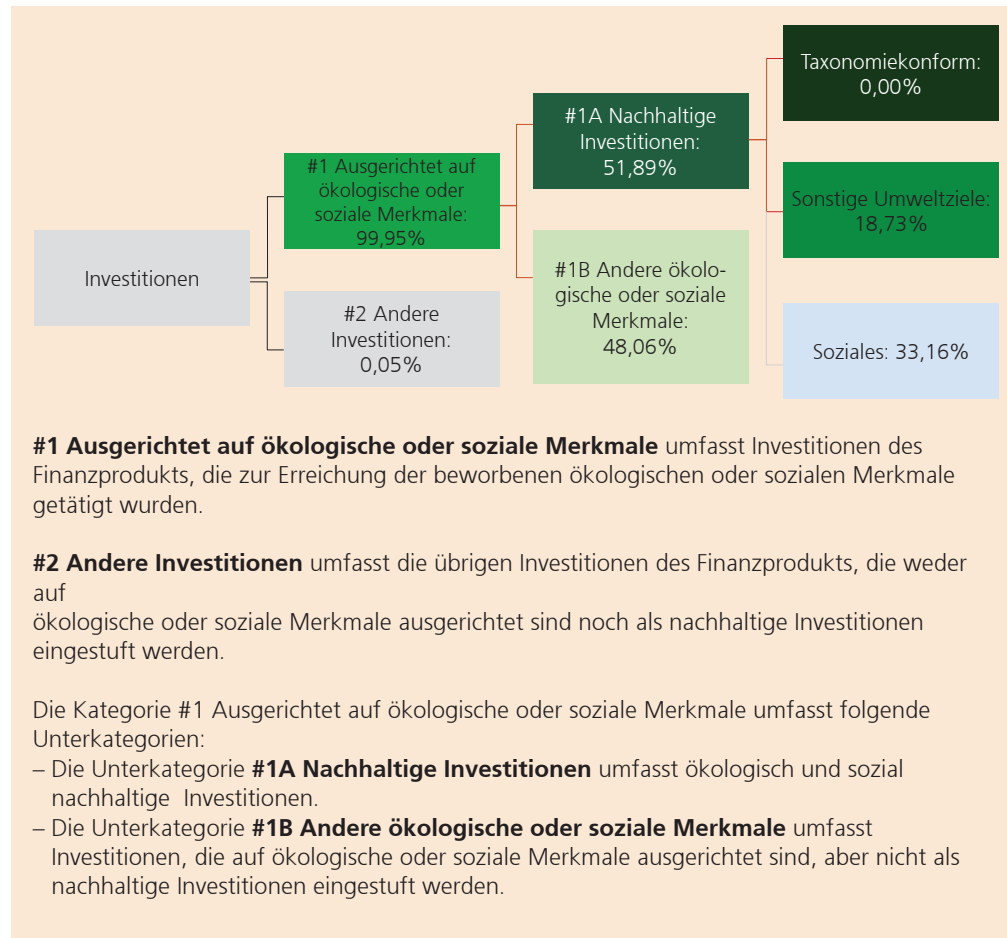 Investitionen
#1 Ausgerichtet auf
ökologische oder
soziale Merkmale:
99,95%
#2 Andere
Investitionen:
0,05%
#1A Nachhaltige
Investitionen:
51,89%
#1B Andere ökolo-
gische oder soziale
Merkmale:
48,06%
Taxonomiekonform:
0,00%
Sonstige Umweltziele:
18,73%
Soziales: 33,16%
#1 Ausgerichtet auf ökologische oder soziale Merkmale umfasst Investitionen des
Finanzprodukts, die zur Erreichung der beworbenen ökologischen oder sozialen Merkmale
getätigt wurden.
#2 Andere Investitionen umfasst die übrigen Investitionen des Finanzprodukts, die weder
auf
ökologische oder soziale Merkmale ausgerichtet sind noch als nachhaltige Investitionen
eingestuft werden.
Die Kategorie #1 Ausgerichtet auf ökologische oder soziale Merkmale umfasst folgende
Unterkategorien:
– Die Unterkategorie #1A Nachhaltige Investitionen umfasst ökologisch und sozial
nachhaltige Investitionen.
– Die Unterkategorie #1B Andere ökologische oder soziale Merkmale umfasst
Investitionen, die auf ökologische oder soziale Merkmale ausgerichtet sind, aber nicht als
nachhaltige Investitionen eingestuft werden.